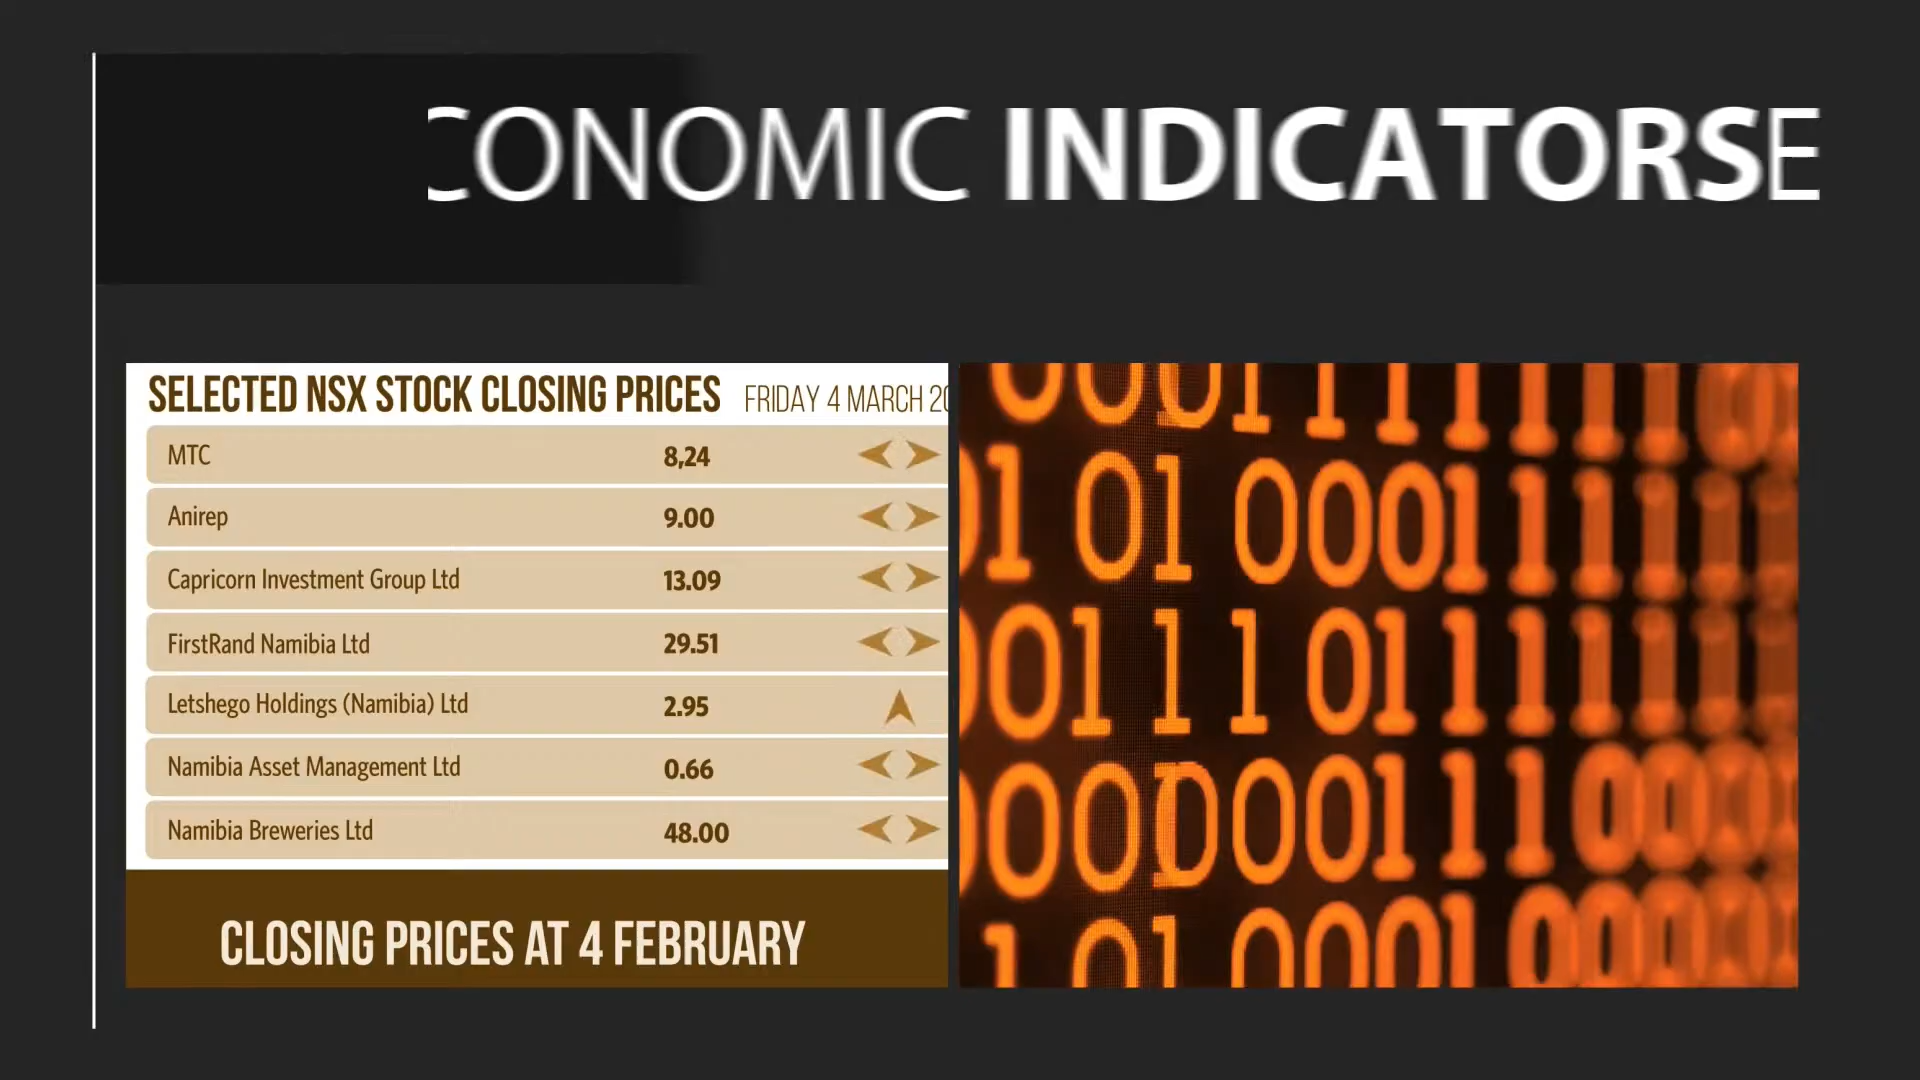 CONOMIC INDICATORSE
SELECTED NSX STOCK CLOSING PRICES FRIDAY 4 MARCH 20
MTC 8,24
Anirep 9.00
Capricorn Investment Group Ltd 13.09
FirstRand Namibia Ltd 29.51
Letshego Holdings (Namibia) Ltd 2.95
Namibia Asset Management Ltd 0.66
Namibia Breweries Ltd 48.00
CLOSING PRICES AT 4 FEBRUARY